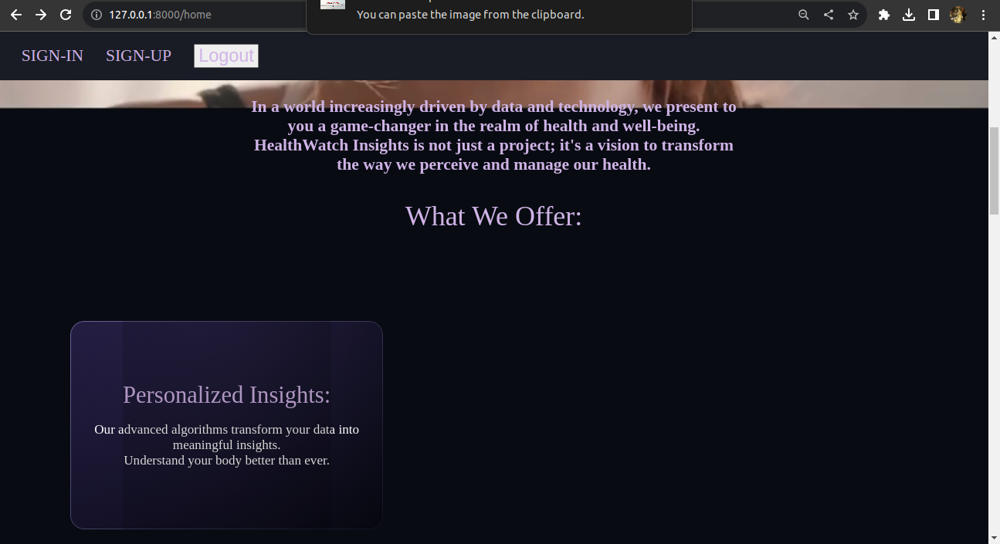 127.0.0.1:8000/home
You can paste the image from the clipboard.
SIGN-IN SIGN-UP Logout
In a world increasingly driven by data and technology, we present to
you a game-changer in the realm of health and well-being.
HealthWatch Insights is not just a project; it's a vision to transform
the way we perceive and manage our health.
What We Offer:
Personalized Insights:
Our advanced algorithms transform your data into
meaningful insights.
Understand your body better than ever.